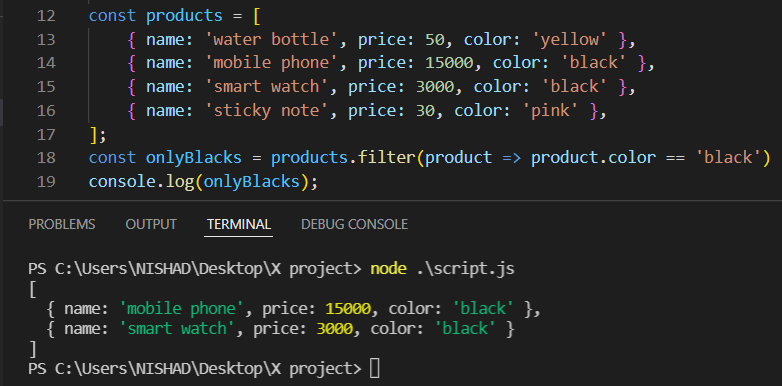 12 const products = [
13     { name: 'water bottle', price: 50, color: 'yellow' },
14     { name: 'mobile phone', price: 15000, color: 'black' },
15     { name: 'smart watch', price: 3000, color: 'black' },
16     { name: 'sticky note', price: 30, color: 'pink' },
17 ];
18 const onlyBlacks = products.filter(product => product.color == 'black')
19 console.log(onlyBlacks);
PROBLEMS OUTPUT TERMINAL DEBUG CONSOLE
PS C:\Users\NISHAD\Desktop\X project> node .\script.js
[
  { name: 'mobile phone', price: 15000, color: 'black' },
  { name: 'smart watch', price: 3000, color: 'black' }
]
PS C:\Users\NISHAD\Desktop\X project>